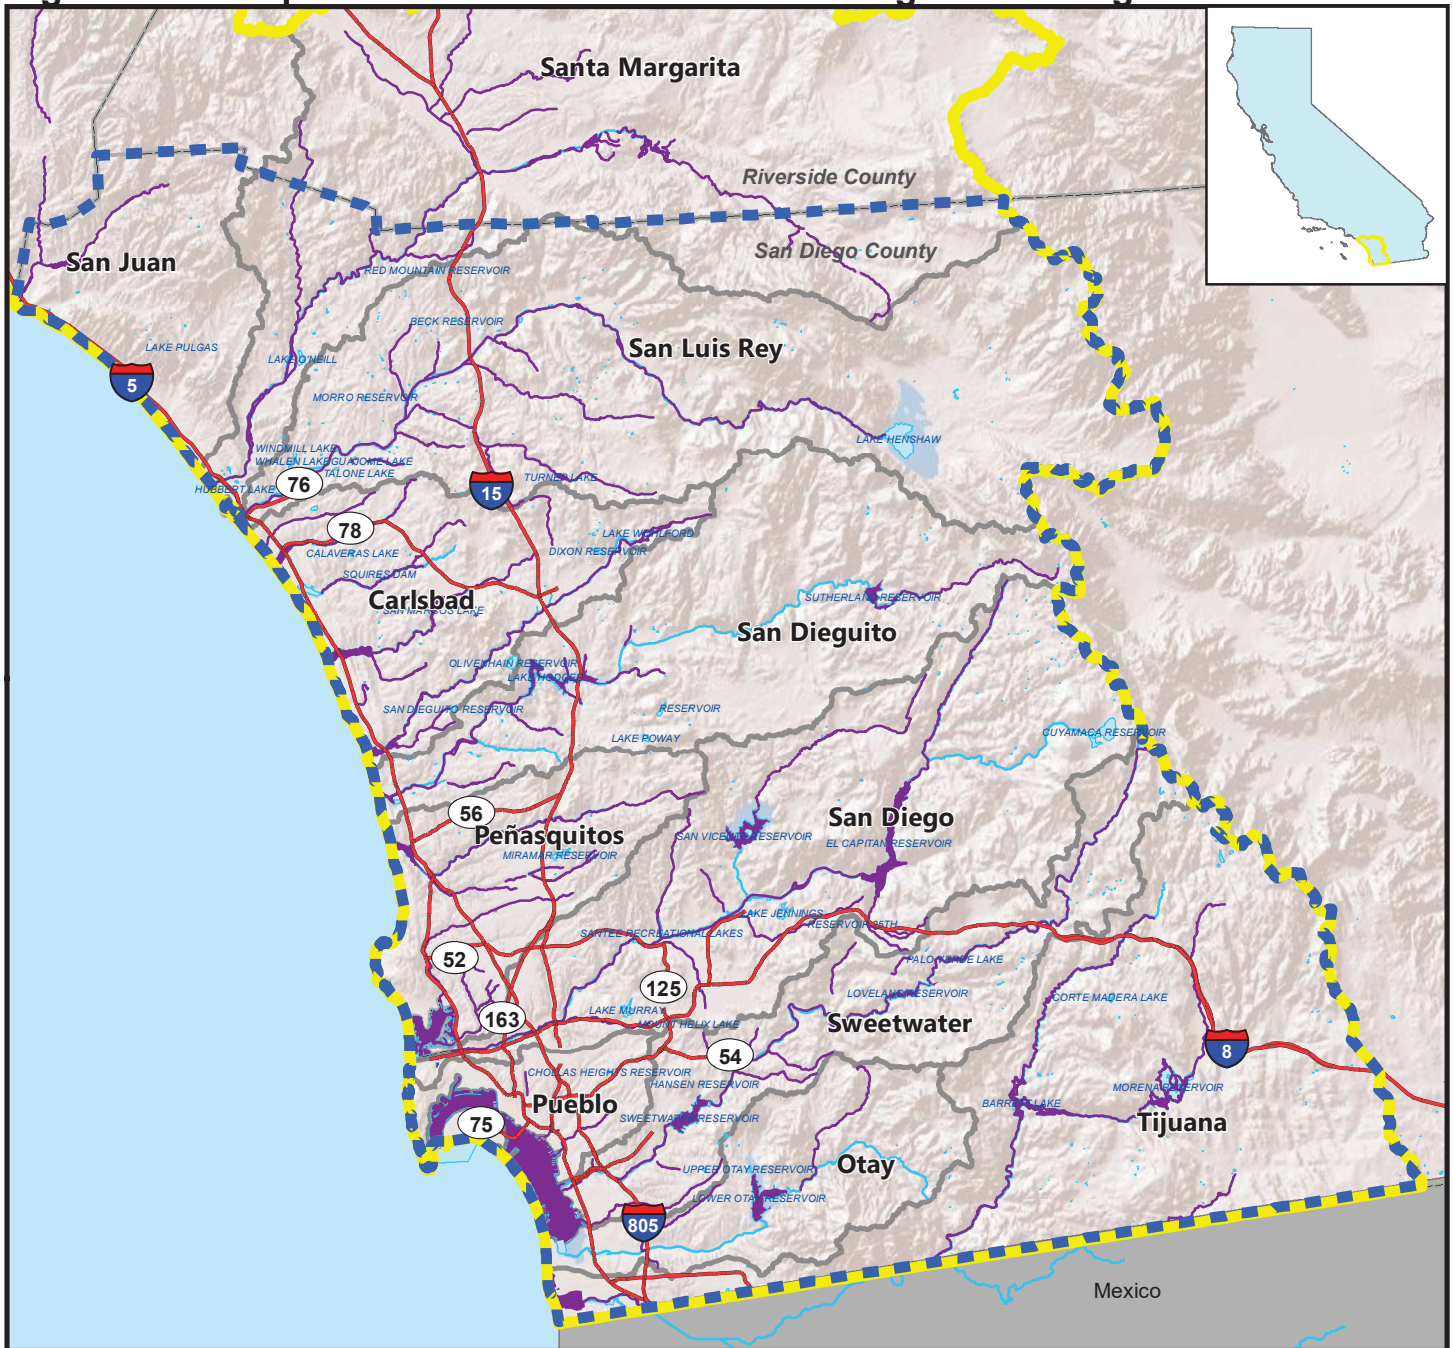 Santa Margarita
Riverside County
San Diego County
San Juan
RED MOUNTAIN RESERVOIR
BECK RESERVOIR
LAKE PULGAS
San Luis Rey
LAKE O'NEILL
5
MORRO RESERVOIR
LAKE HENSHAW
WINDMILL LAKE
WHALEN LAKE
GUAJOME LAKE
TALONE LAKE
TURNER LAKE
HUBBERT LAKE
76
15
78
LAKE WOHLFORD
CALAVERAS LAKE
DIXON RESERVOIR
SQUIRES DAM
Carlsbad
SAN MARCOS LAKE
SUTHERLAND RESERVOIR
San Dieguito
OLIVENHAIN RESERVOIR
LAKE HODGES
SAN DIEGUITO RESERVOIR
RESERVOIR
LAKE POWAY
CUYAMACA RESERVOIR
56
Peñasquitos
San Diego
SAN VICENTE RESERVOIR
EL CAPITAN RESERVOIR
MIRAMAR RESERVOIR
LAKE JENNINGS
SANTEE RECREATIONAL LAKES
52
PALO VERDE LAKE
125
LOVELAND RESERVOIR
CORTE MADERA LAKE
163
LAKE MURRAY
MOUNT HELIX LAKE
Sweetwater
54
8
CHOLLAS HEIGHTS RESERVOIR
HANSEN RESERVOIR
MORENA RESERVOIR
BARRETT LAKE
Pueblo
75
SWEETWATER RESERVOIR
Tijuana
UPPER OTAY RESERVOIR
Otay
LOWER OTAY RESERVOIR
805
Mexico